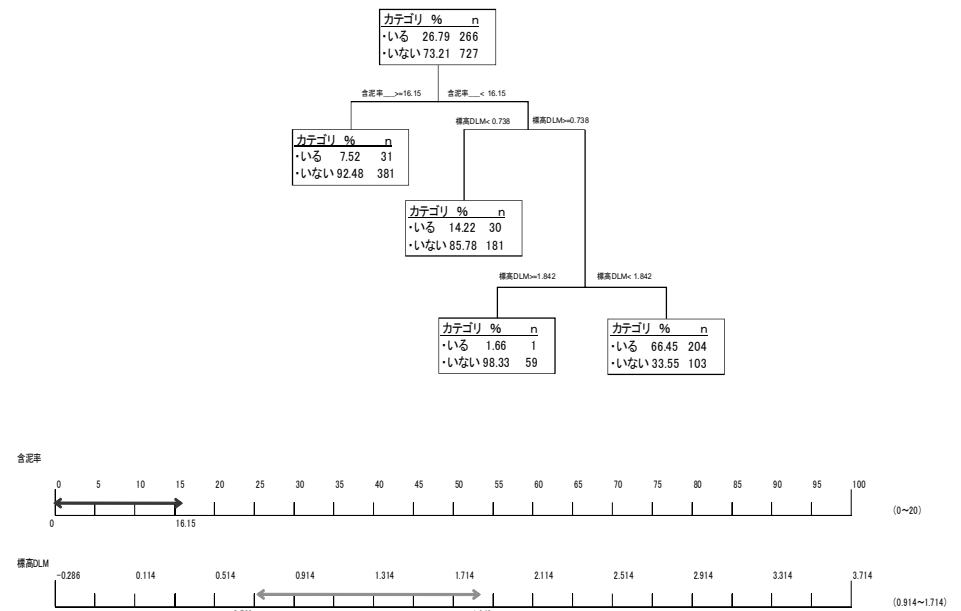 カテゴリ % n
・いる 26.79 266
・いない 73.21 727
含泥率___>=16.15 含泥率___< 16.15
標高DLM< 0.738 標高DLM>=0.738
カテゴリ % n
・いる 7.52 31
・いない 92.48 381
カテゴリ % n
・いる 14.22 30
・いない 85.78 181
標高DLM>=1.842 標高DLM< 1.842
カテゴリ % n
・いる 1.66 1
・いない 98.33 59
カテゴリ % n
・いる 66.45 204
・いない 33.55 103
含泥率
0 5 10 15 20 25 30 35 40 45 50 55 60 65 70 75 80 85 90 95 100
0 16.15
(0~20)
標高DLM
-0.286 0.114 0.514 0.914 1.314 1.714 2.114 2.514 2.914 3.314 3.714
(0.914~1.714)